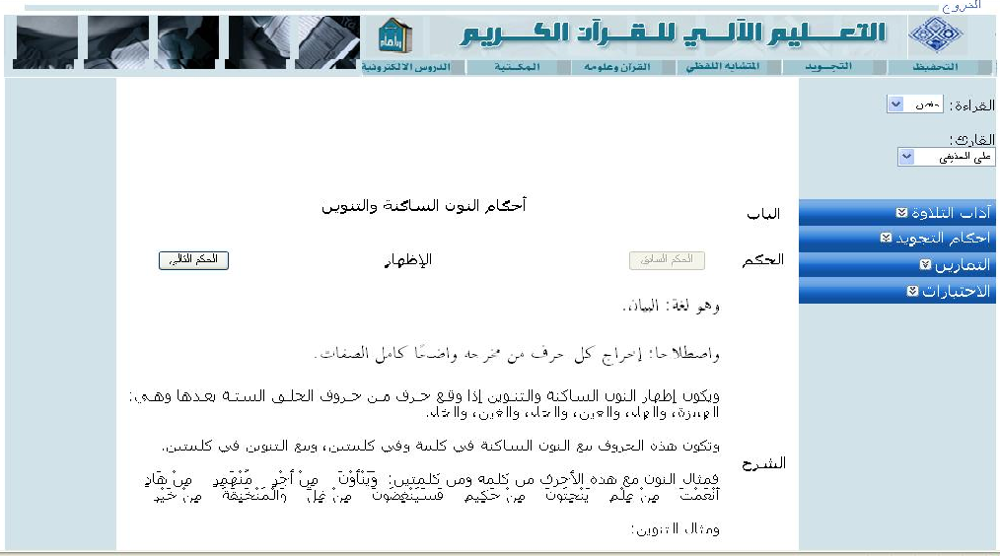 الخروج
التعليم الآلي للقرآن الكريم
التحفيظ التجويد المتشابه اللفظي القرآن وعلومه المكتبة الدروس الالكترونية
القراءة: حفص
القارئ:
علي الحذيفي
آداب التلاوة
احكام التجويد
التمارين
الاختبارات
الباب أحكام النون الساكنة والتنوين
الحكم الحكم السابق الإظهار الحكم التالي
وهو لغة: البيان.
واصطلاحا: إخراج كل حرف من مخرجه واضحًا كامل الصفات.
ويكون إظهار النون الساكنة والتنوين إذا وقع حرف من حروف الحلق الستة بعدها وهي:
الهمزة، والهاء، والعين، والحاء، والغين، والخاء.
وتكون هذه الحروف مع النون الساكنة في كلمة وفي كلمتين، ومع التنوين في كلمتين.
الشرح
فمثال النون مع هذه الأحرف من كلمة ومن كلمتين: وَيَنْأَوْنَ مِنْ أَجْرٍ مُنْهَمِرٍ مِنْ هَادٍ
أَنْعَمْتَ مِنْ عِلْمٍ يَنْحِتُونَ مِنْ حَكِيمٍ فَسَيُنْغِضُونَ مِنْ غِلٍّ وَالْمُنْخَنِقَةُ مِنْ خَيْرٍ
ومثال التنوين: